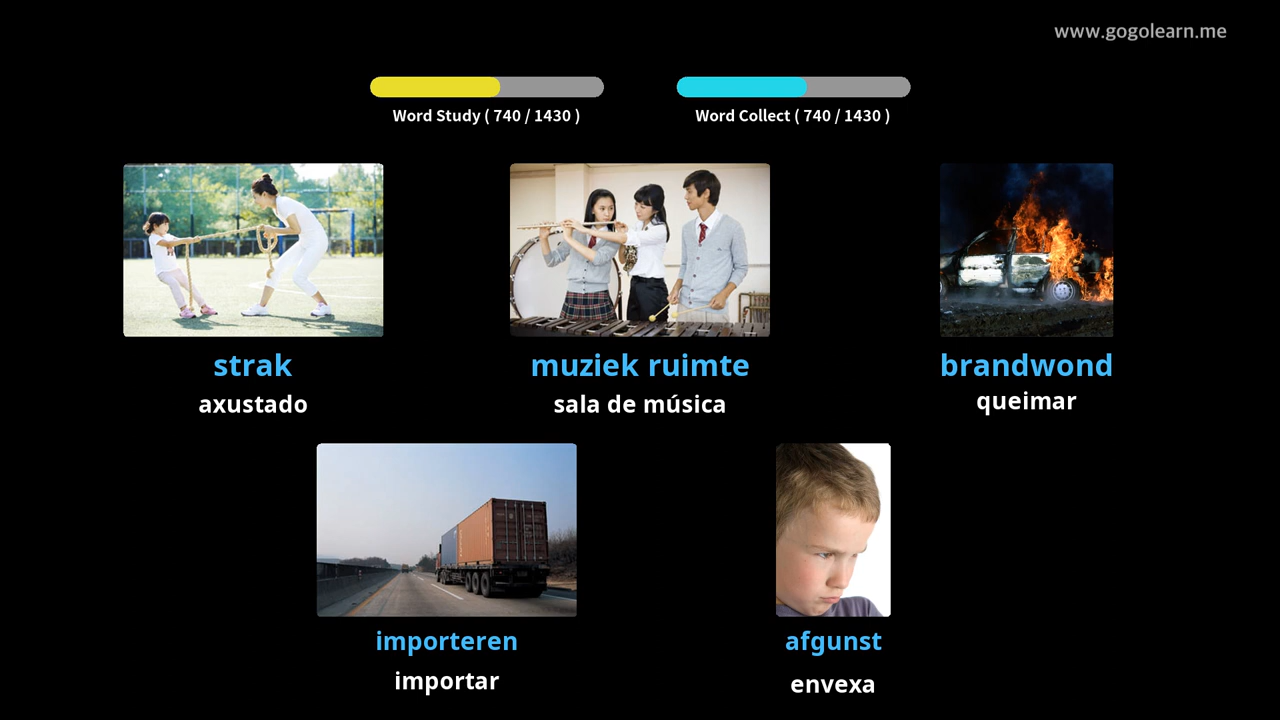 www.gogolearn.me
Word Study ( 740 / 1430 )
Word Collect ( 740 / 1430 )
strak
axustado
muziek ruimte
sala de música
brandwond
queimar
importeren
importar
afgunst
envexa